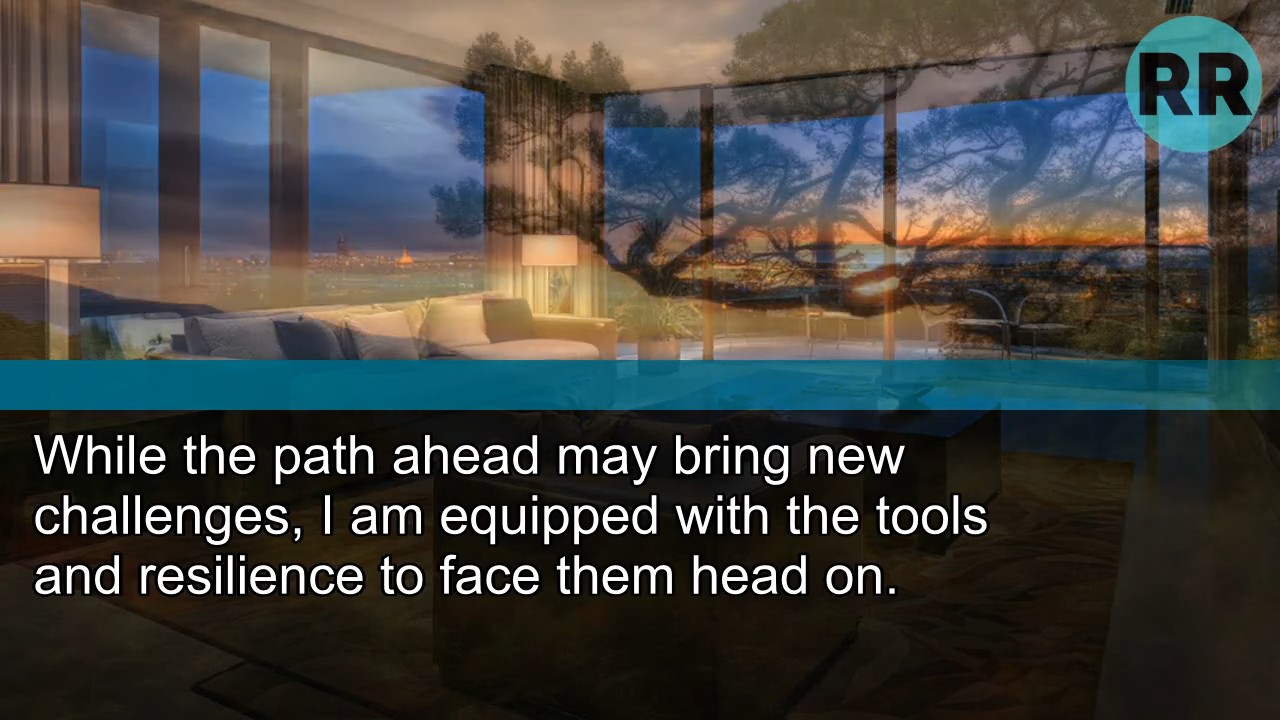 RR
While the path ahead may bring new
challenges, I am equipped with the tools
and resilience to face them head on.